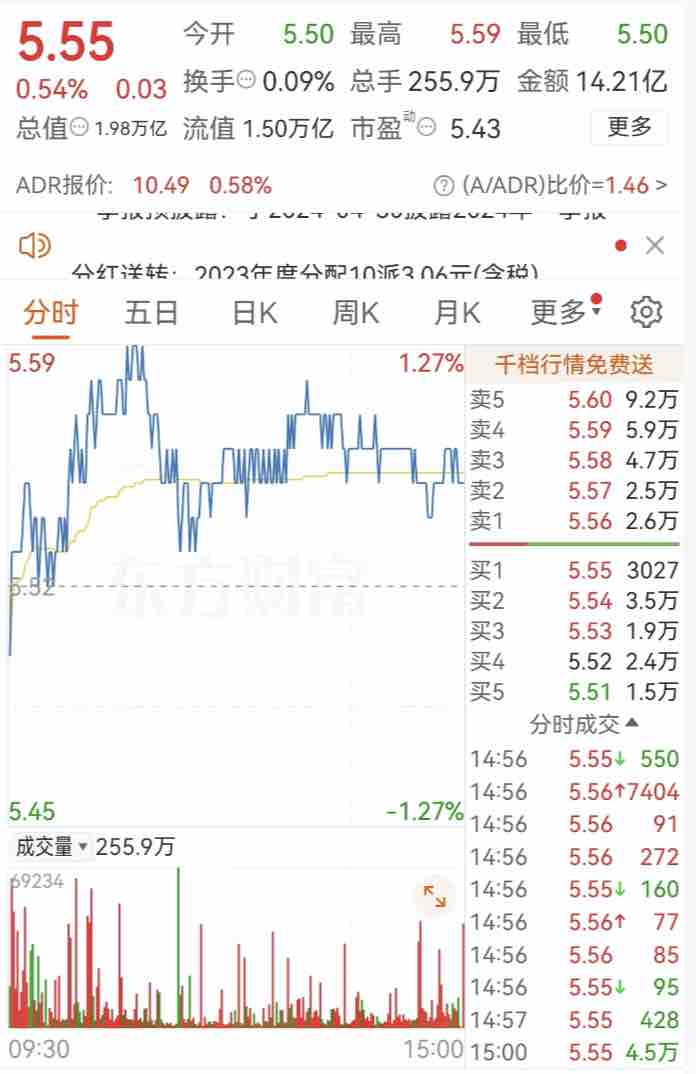 5.55
今开 5.50 最高 5.59 最低 5.50
0.54% 0.03 换手 0.09% 总手 255.9万 金额 14.21亿
总值 1.98万亿 流值 1.50万亿 市盈动 5.43 更多
ADR报价: 10.49 0.58% ? (A/ADR)比价=1.46 >
分红送转: 2023年度分配10派3.06元(含税)
分时 五日 日K 周K 月K 更多
5.59 1.27%
千档行情免费送
卖5 5.60 9.2万
卖4 5.59 5.9万
卖3 5.58 4.7万
卖2 5.57 2.5万
卖1 5.56 2.6万
5.52
东方财富
买1 5.55 3027
买2 5.54 3.5万
买3 5.53 1.9万
买4 5.52 2.4万
买5 5.51 1.5万
分时成交
5.45 -1.27%
14:56 5.55↓ 550
14:56 5.56↑7404
14:56 5.56 91
14:56 5.56 272
14:56 5.55↓ 160
14:56 5.56↑ 77
14:56 5.56 85
14:56 5.55↓ 95
14:57 5.55 428
15:00 5.55 4.5万
成交量 255.9万
69234
09:30 15:00